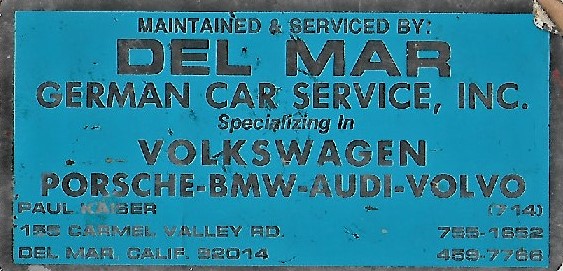 MAINTAINED & SERVICED BY:
DEL MAR
GERMAN CAR SERVICE, INC.
Specializing In
VOLKSWAGEN
PORSCHE-BMW-AUDI-VOLVO
PAUL KAISER (714)
155 CARMEL VALLEY RD. 755-1652
DEL MAR, CALIF. 92014 459-7766